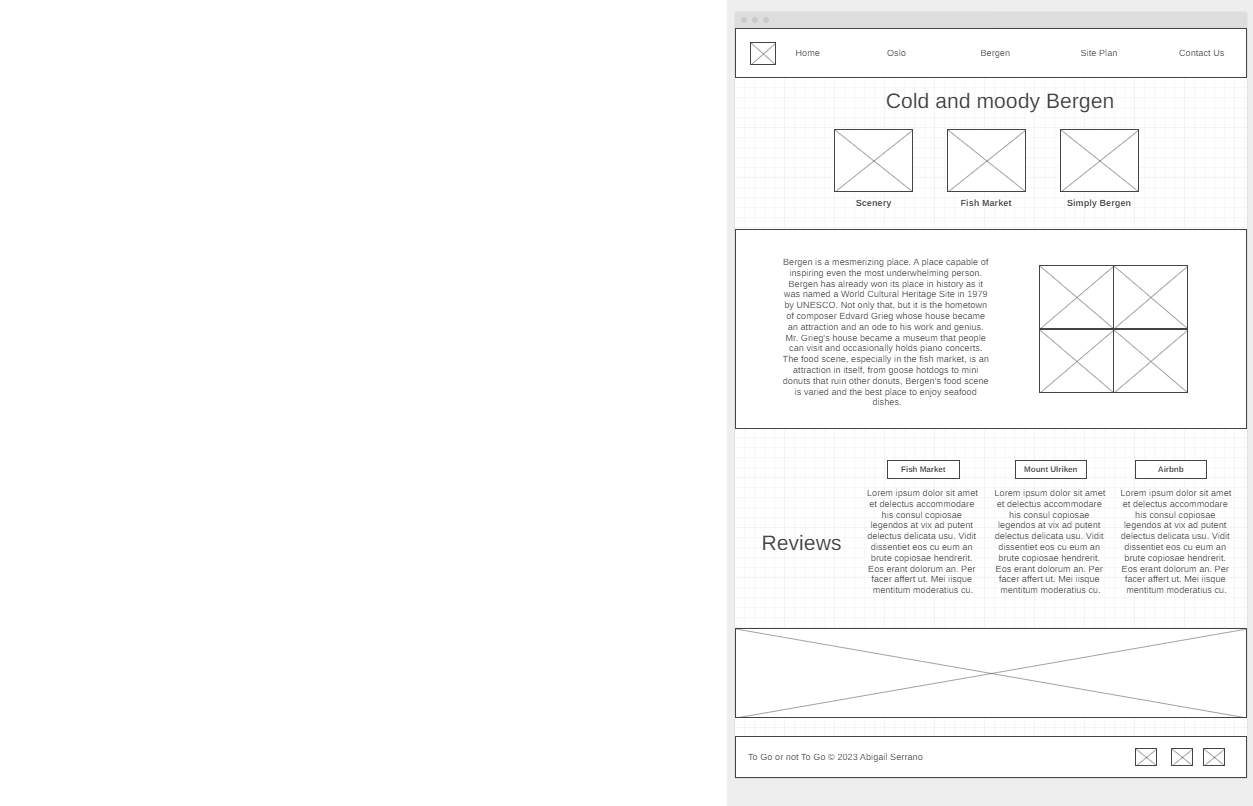 Home Oslo Bergen Site Plan Contact Us
Cold and moody Bergen
Scenery Fish Market Simply Bergen
Bergen is a mesmerizing place. A place capable of
inspiring even the most underwhelming person.
Bergen has already won its place in history as it
was named a World Cultural Heritage Site in 1979
by UNESCO. Not only that, but it is the hometown
of composer Edvard Grieg whose house became
an attraction and an ode to his work and genius.
Mr. Grieg's house became a museum that people
can visit and occasionally holds piano concerts.
The food scene, especially in the fish market, is an
attraction in itself, from goose hotdogs to mini
donuts that ruin other donuts, Bergen's food scene
is varied and the best place to enjoy seafood
dishes.
Reviews
Fish Market
Lorem ipsum dolor sit amet
et delectus accommodare
his consul copiosae
legendos at vix ad putent
delectus delicata usu. Vidit
dissentiet eos cu eum an
brute copiosae hendrerit.
Eos erant dolorum an. Per
facer affert ut. Mei iisque
mentitum moderatius cu.
Mount Ulriken
Lorem ipsum dolor sit amet
et delectus accommodare
his consul copiosae
legendos at vix ad putent
delectus delicata usu. Vidit
dissentiet eos cu eum an
brute copiosae hendrerit.
Eos erant dolorum an. Per
facer affert ut. Mei iisque
mentitum moderatius cu.
Airbnb
Lorem ipsum dolor sit amet
et delectus accommodare
his consul copiosae
legendos at vix ad putent
delectus delicata usu. Vidit
dissentiet eos cu eum an
brute copiosae hendrerit.
Eos erant dolorum an. Per
facer affert ut. Mei iisque
mentitum moderatius cu.
To Go or not To Go © 2023 Abigail Serrano